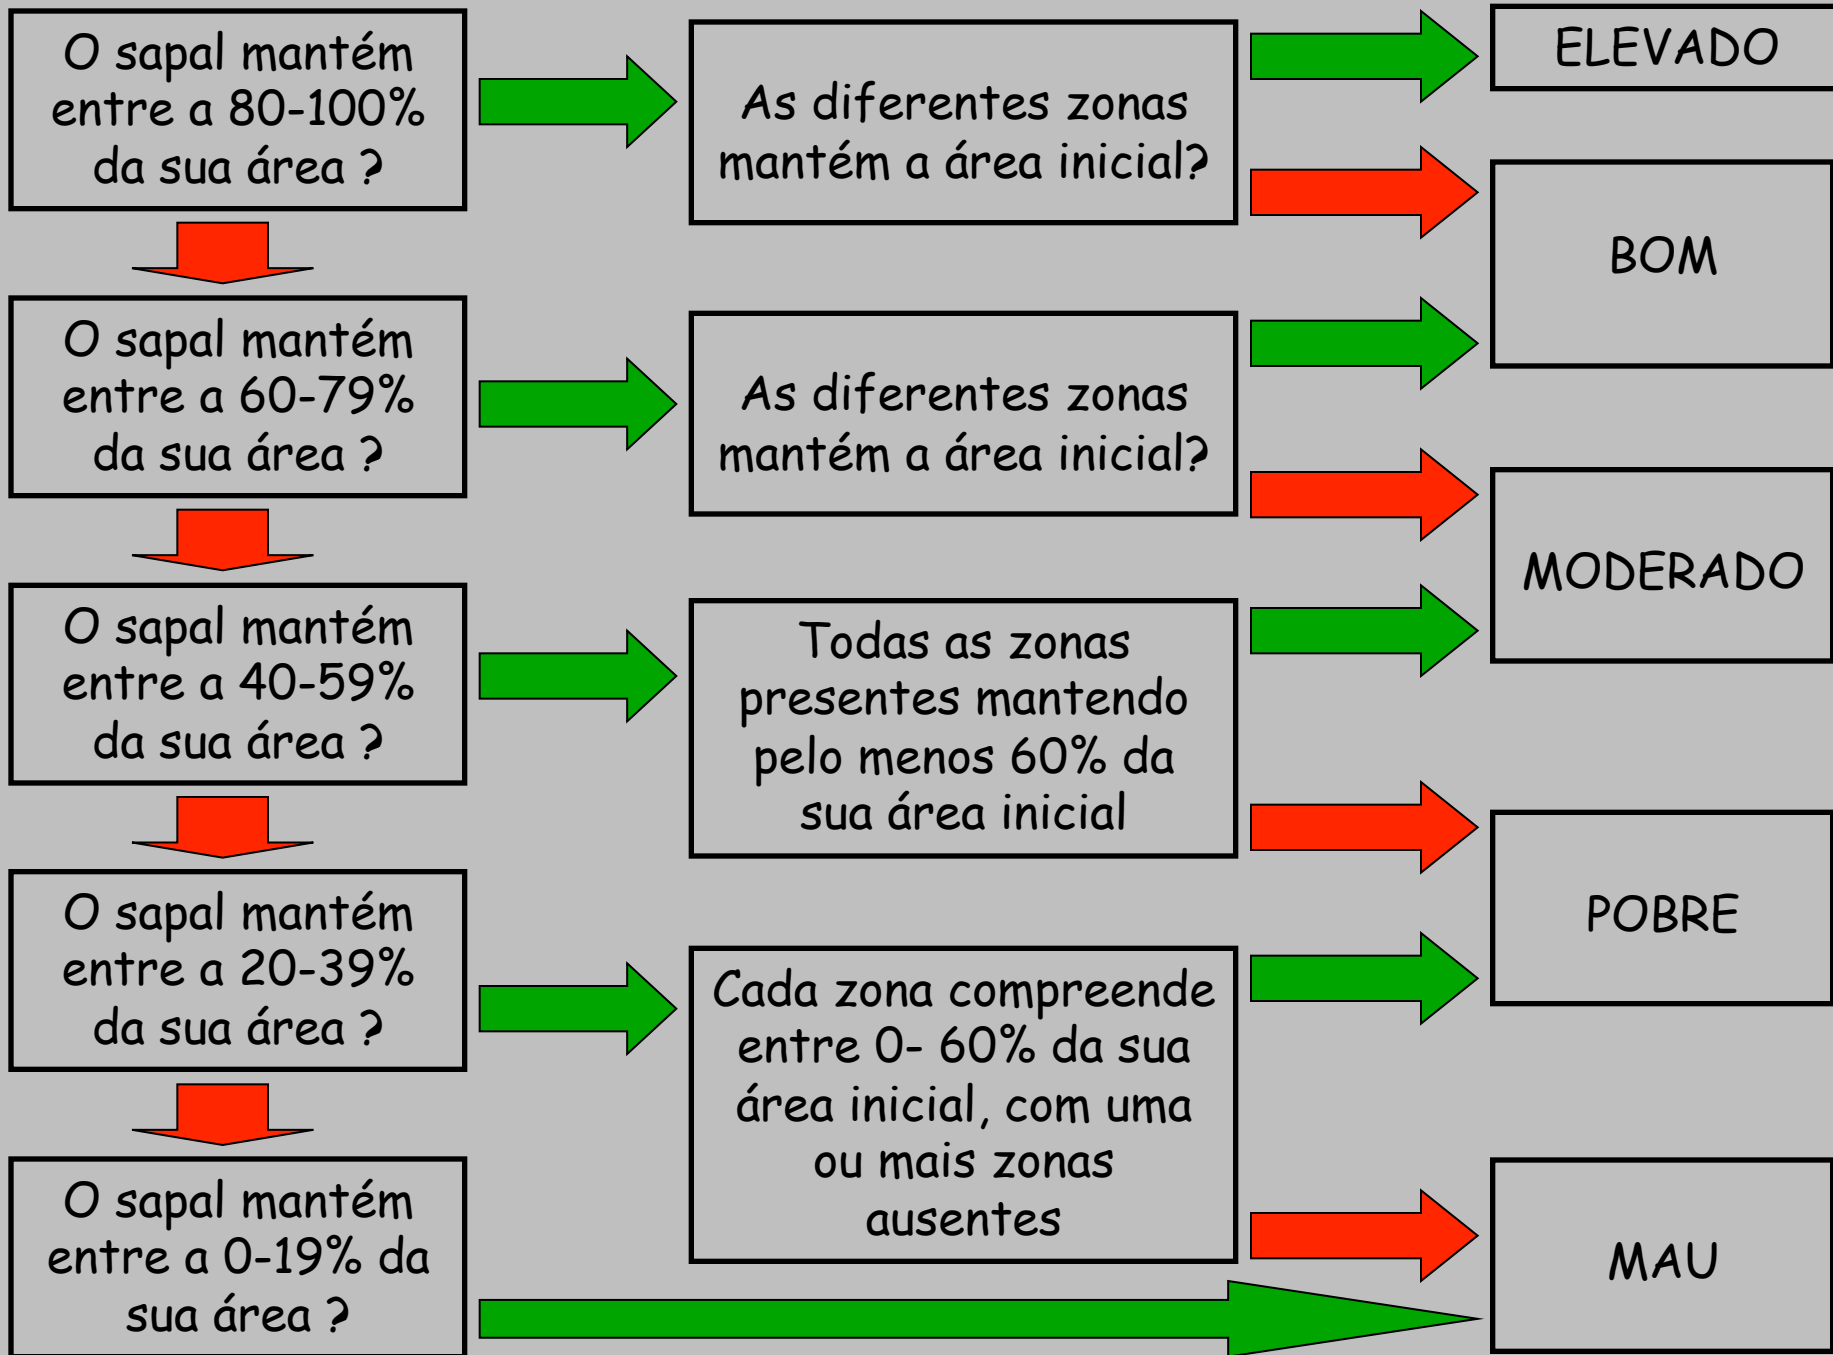 O sapal mantém
entre a 80-100%
da sua área ?
As diferentes zonas
mantém a área inicial?
ELEVADO
BOM
O sapal mantém
entre a 60-79%
da sua área ?
As diferentes zonas
mantém a área inicial?
MODERADO
O sapal mantém
entre a 40-59%
da sua área ?
Todas as zonas
presentes mantendo
pelo menos 60% da
sua área inicial
POBRE
O sapal mantém
entre a 20-39%
da sua área ?
Cada zona compreende
entre 0- 60% da sua
área inicial, com uma
ou mais zonas
ausentes
O sapal mantém
entre a 0-19% da
sua área ?
MAU